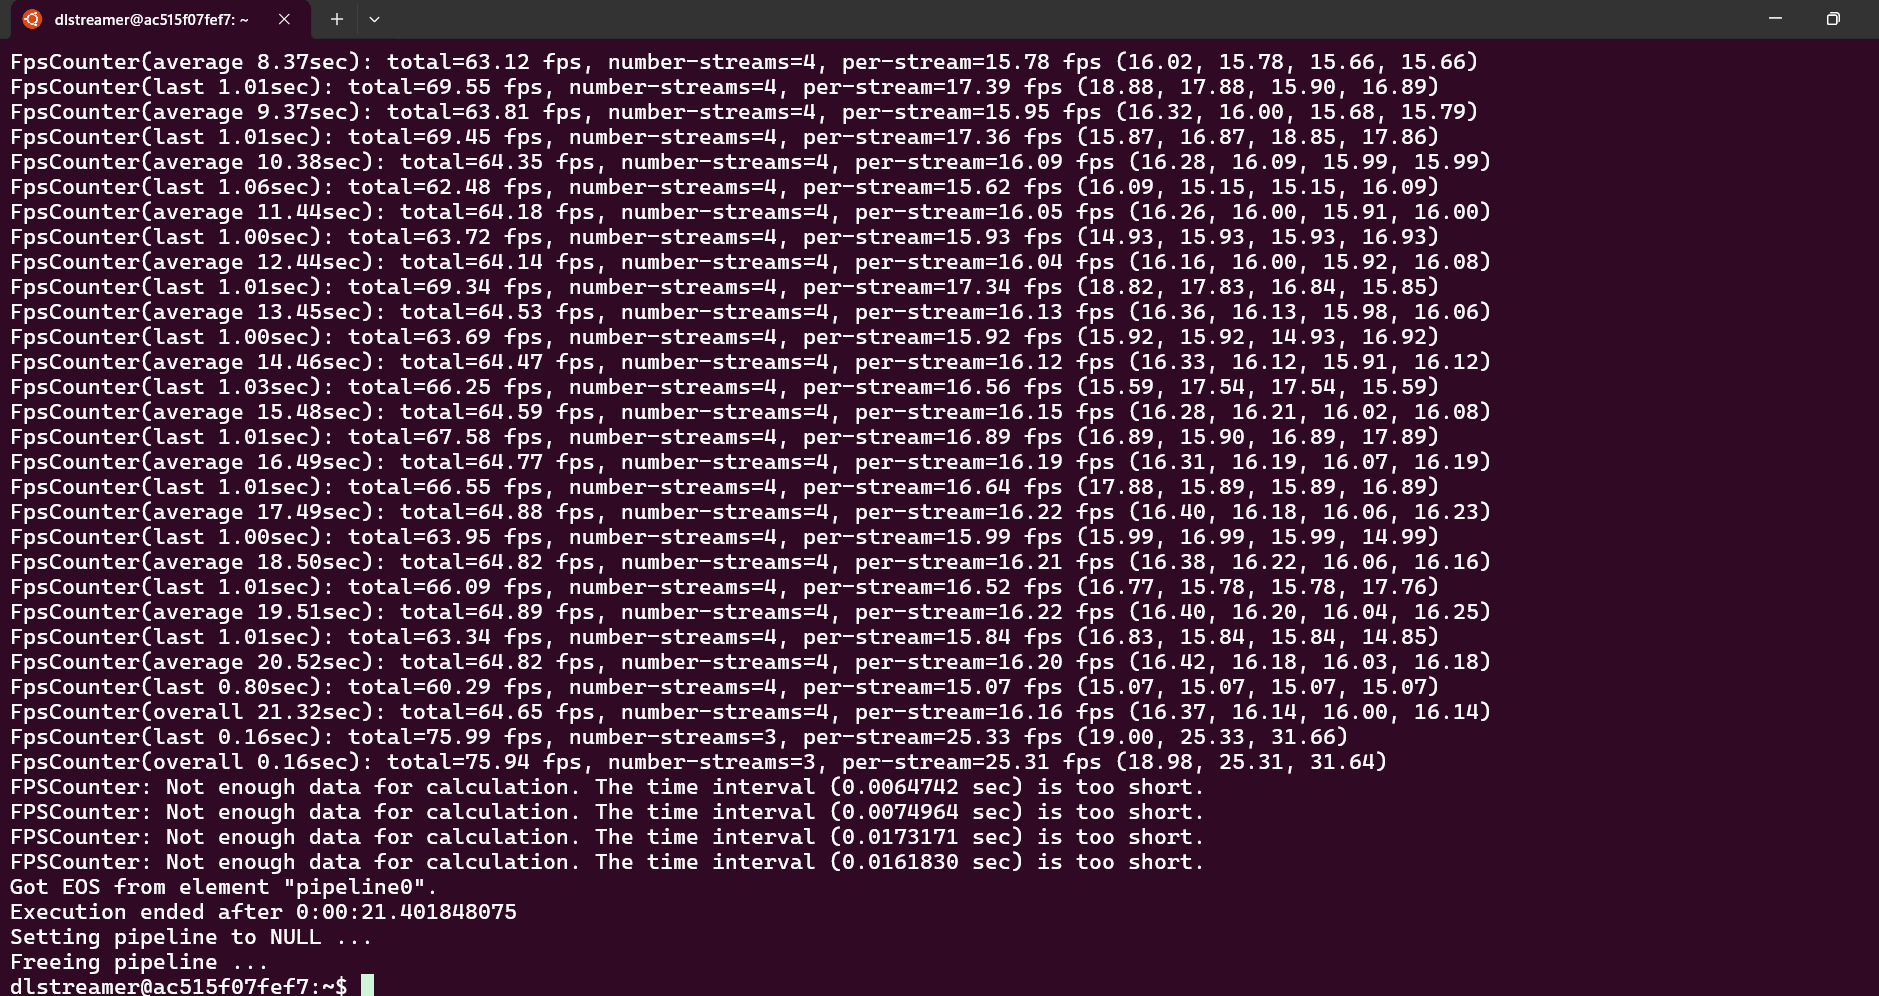 dlstreamer@ac515f07fef7: ~
FpsCounter(average 8.37sec): total=63.12 fps, number-streams=4, per-stream=15.78 fps (16.02, 15.78, 15.66, 15.66)
FpsCounter(last 1.01sec): total=69.55 fps, number-streams=4, per-stream=17.39 fps (18.88, 17.88, 15.90, 16.89)
FpsCounter(average 9.37sec): total=63.81 fps, number-streams=4, per-stream=15.95 fps (16.32, 16.00, 15.68, 15.79)
FpsCounter(last 1.01sec): total=69.45 fps, number-streams=4, per-stream=17.36 fps (15.87, 16.87, 18.85, 17.86)
FpsCounter(average 10.38sec): total=64.35 fps, number-streams=4, per-stream=16.09 fps (16.28, 16.09, 15.99, 15.99)
FpsCounter(last 1.06sec): total=62.48 fps, number-streams=4, per-stream=15.62 fps (16.09, 15.15, 15.15, 16.09)
FpsCounter(average 11.44sec): total=64.18 fps, number-streams=4, per-stream=16.05 fps (16.26, 16.00, 15.91, 16.00)
FpsCounter(last 1.00sec): total=63.72 fps, number-streams=4, per-stream=15.93 fps (14.93, 15.93, 15.93, 16.93)
FpsCounter(average 12.44sec): total=64.14 fps, number-streams=4, per-stream=16.04 fps (16.16, 16.00, 15.92, 16.08)
FpsCounter(last 1.01sec): total=69.34 fps, number-streams=4, per-stream=17.34 fps (18.82, 17.83, 16.84, 15.85)
FpsCounter(average 13.45sec): total=64.53 fps, number-streams=4, per-stream=16.13 fps (16.36, 16.13, 15.98, 16.06)
FpsCounter(last 1.00sec): total=63.69 fps, number-streams=4, per-stream=15.92 fps (15.92, 15.92, 14.93, 16.92)
FpsCounter(average 14.46sec): total=64.47 fps, number-streams=4, per-stream=16.12 fps (16.33, 16.12, 15.91, 16.12)
FpsCounter(last 1.03sec): total=66.25 fps, number-streams=4, per-stream=16.56 fps (15.59, 17.54, 17.54, 15.59)
FpsCounter(average 15.48sec): total=64.59 fps, number-streams=4, per-stream=16.15 fps (16.28, 16.21, 16.02, 16.08)
FpsCounter(last 1.01sec): total=67.58 fps, number-streams=4, per-stream=16.89 fps (16.89, 15.90, 16.89, 17.89)
FpsCounter(average 16.49sec): total=64.77 fps, number-streams=4, per-stream=16.19 fps (16.31, 16.19, 16.07, 16.19)
FpsCounter(last 1.01sec): total=66.55 fps, number-streams=4, per-stream=16.64 fps (17.88, 15.89, 15.89, 16.89)
FpsCounter(average 17.49sec): total=64.88 fps, number-streams=4, per-stream=16.22 fps (16.40, 16.18, 16.06, 16.23)
FpsCounter(last 1.00sec): total=63.95 fps, number-streams=4, per-stream=15.99 fps (15.99, 16.99, 15.99, 14.99)
FpsCounter(average 18.50sec): total=64.82 fps, number-streams=4, per-stream=16.21 fps (16.38, 16.22, 16.06, 16.16)
FpsCounter(last 1.01sec): total=66.09 fps, number-streams=4, per-stream=16.52 fps (16.77, 15.78, 15.78, 17.76)
FpsCounter(average 19.51sec): total=64.89 fps, number-streams=4, per-stream=16.22 fps (16.40, 16.20, 16.04, 16.25)
FpsCounter(last 1.01sec): total=63.34 fps, number-streams=4, per-stream=15.84 fps (16.83, 15.84, 15.84, 14.85)
FpsCounter(average 20.52sec): total=64.82 fps, number-streams=4, per-stream=16.20 fps (16.42, 16.18, 16.03, 16.18)
FpsCounter(last 0.80sec): total=60.29 fps, number-streams=4, per-stream=15.07 fps (15.07, 15.07, 15.07, 15.07)
FpsCounter(overall 21.32sec): total=64.65 fps, number-streams=4, per-stream=16.16 fps (16.37, 16.14, 16.00, 16.14)
FpsCounter(last 0.16sec): total=75.99 fps, number-streams=3, per-stream=25.33 fps (19.00, 25.33, 31.66)
FpsCounter(overall 0.16sec): total=75.94 fps, number-streams=3, per-stream=25.31 fps (18.98, 25.31, 31.64)
FPSCounter: Not enough data for calculation. The time interval (0.0064742 sec) is too short.
FPSCounter: Not enough data for calculation. The time interval (0.0074964 sec) is too short.
FPSCounter: Not enough data for calculation. The time interval (0.0173171 sec) is too short.
FPSCounter: Not enough data for calculation. The time interval (0.0161830 sec) is too short.
Got EOS from element "pipeline0".
Execution ended after 0:00:21.401848075
Setting pipeline to NULL ...
Freeing pipeline ...
dlstreamer@ac515f07fef7:~$